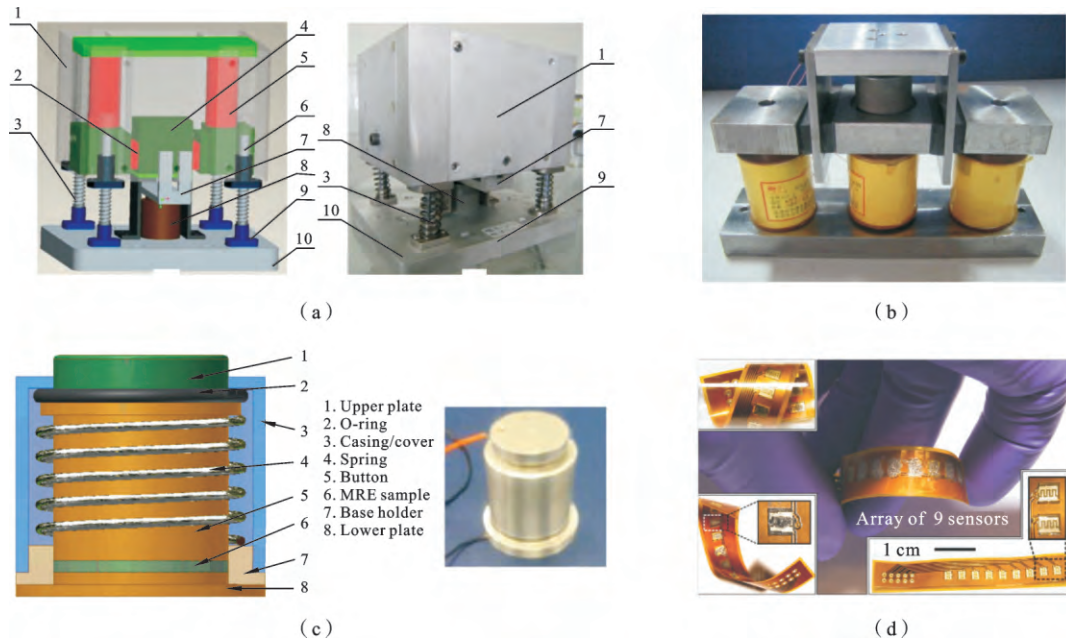 1
2
3
4
5
6
7
8
9
10
8
3
10
1
7
9
(a)
(b)
1
2
3
4
5
6
7
8
1. Upper plate
2. O-ring
3. Casing/cover
4. Spring
5. Button
6. MRE sample
7. Base holder
8. Lower plate
(c)
Array of 9 sensors
1 cm
(d)